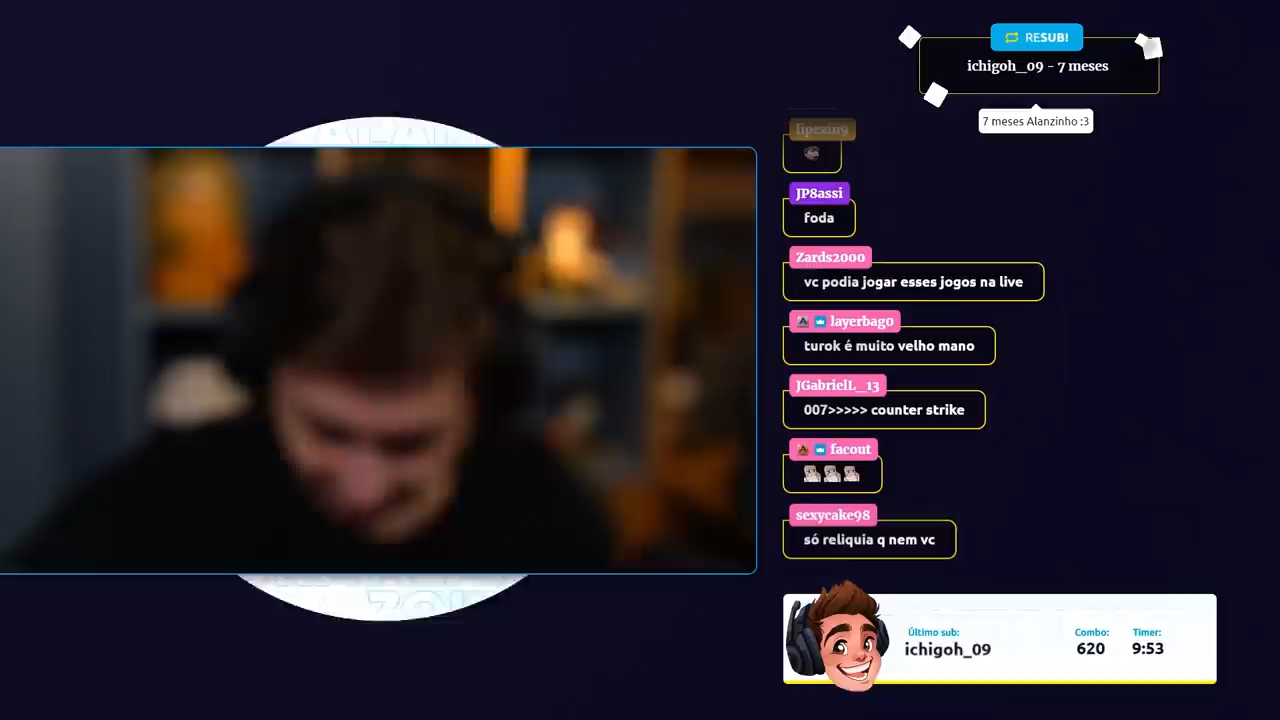 RESUB!
ichigoh_09 - 7 meses
7 meses Alanzinho :3
lipezin9
JP8assi
foda
Zards2000
vc podia jogar esses jogos na live
layerbag0
turok é muito velho mano
JGabrielL_13
007>>>>> counter strike
facout
sexycake98
só reliquia q nem vc
Último sub:
ichigoh_09
Combo:
620
Timer:
9:53